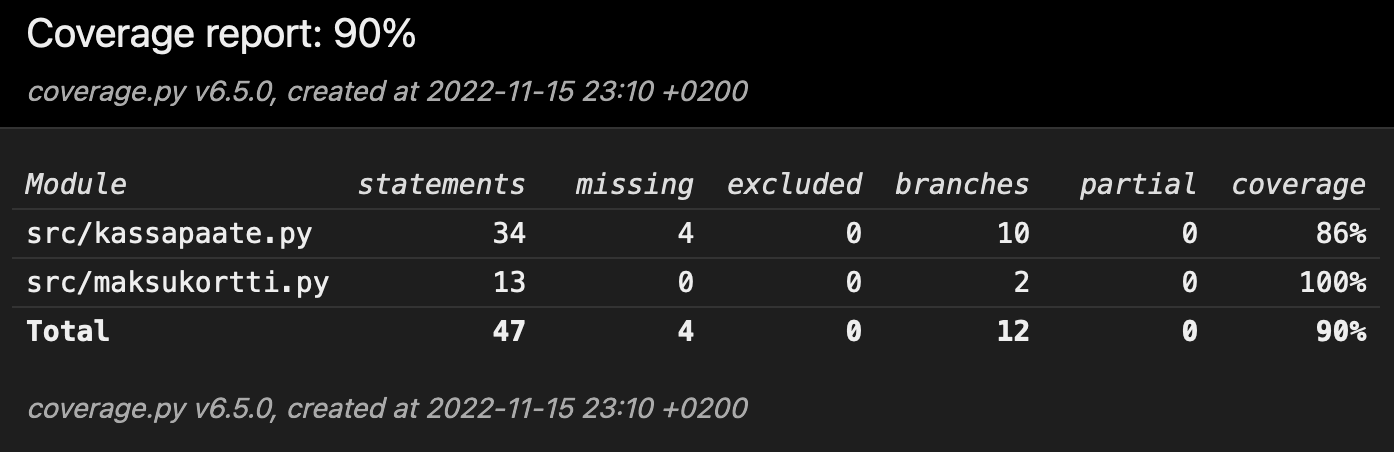 Coverage report: 90%
coverage.py v6.5.0, created at 2022-11-15 23:10 +0200
Module statements missing excluded branches partial coverage
src/kassapaate.py 34 4 0 10 0 86%
src/maksukortti.py 13 0 0 2 0 100%
Total 47 4 0 12 0 90%
coverage.py v6.5.0, created at 2022-11-15 23:10 +0200